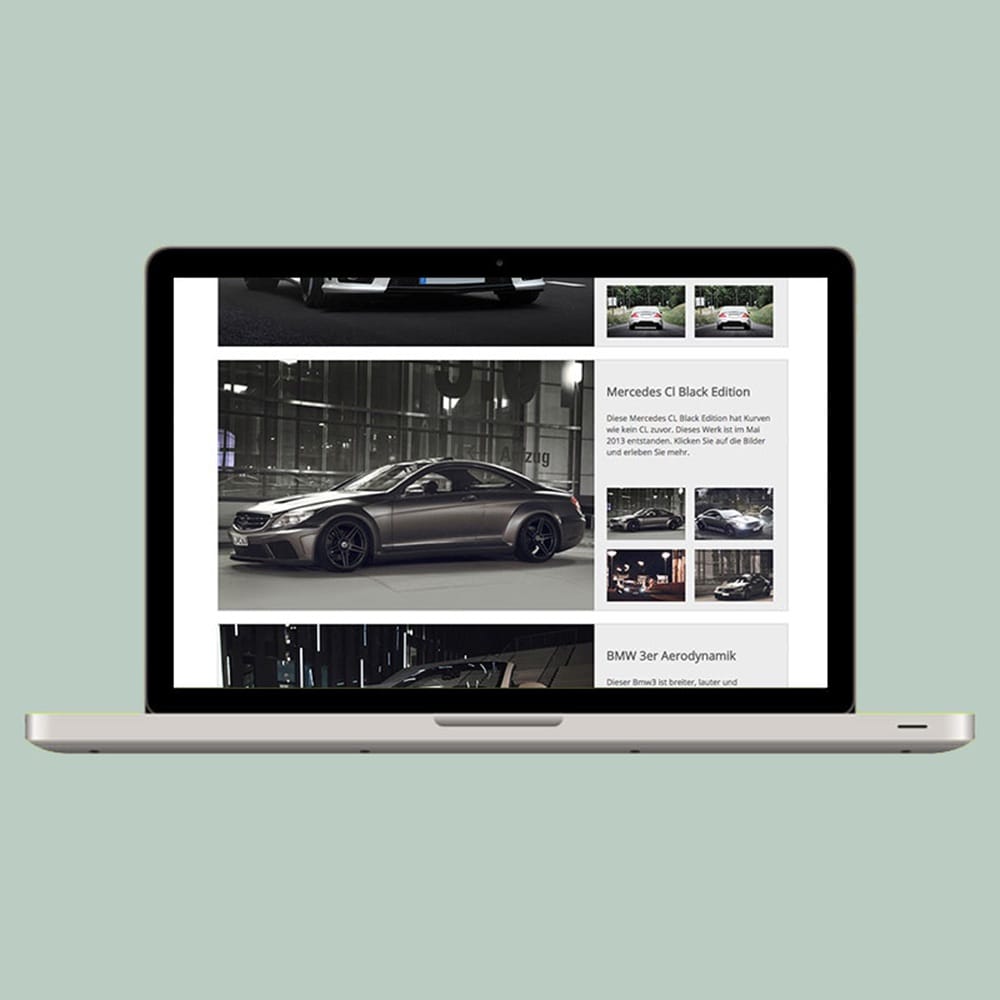 Mercedes Cl Black Edition
Diese Mercedes CL Black Edition hat Kurven
wie kein CL zuvor. Dieses Werk ist im Mai
2013 entstanden. Klicken Sie auf die Bilder
und erleben Sie mehr.
BMW 3er Aerodynamik
Dieser Bmw3 ist breiter, lauter und